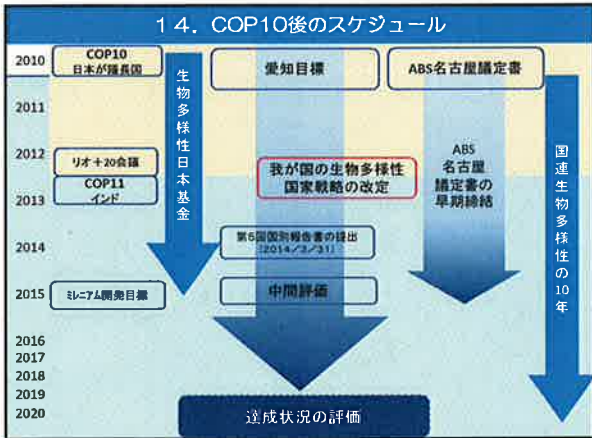 14. COP10後のスケジュール
2010
COP10
日本が議長国
愛知目標
ABS名古屋議定書
生物多様性日本基金
2011
2012
リオ+20会議
我が国の生物多様性
国家戦略の改定
ABS
名古屋
議定書の
早期締結
国連生物多様性の10年
COP11
インド
2013
2014
第5回国別報告書の提出
(2014/3/31)
2015
ミレニアム開発目標
中間評価
2016
2017
2018
2019
2020
達成状況の評価